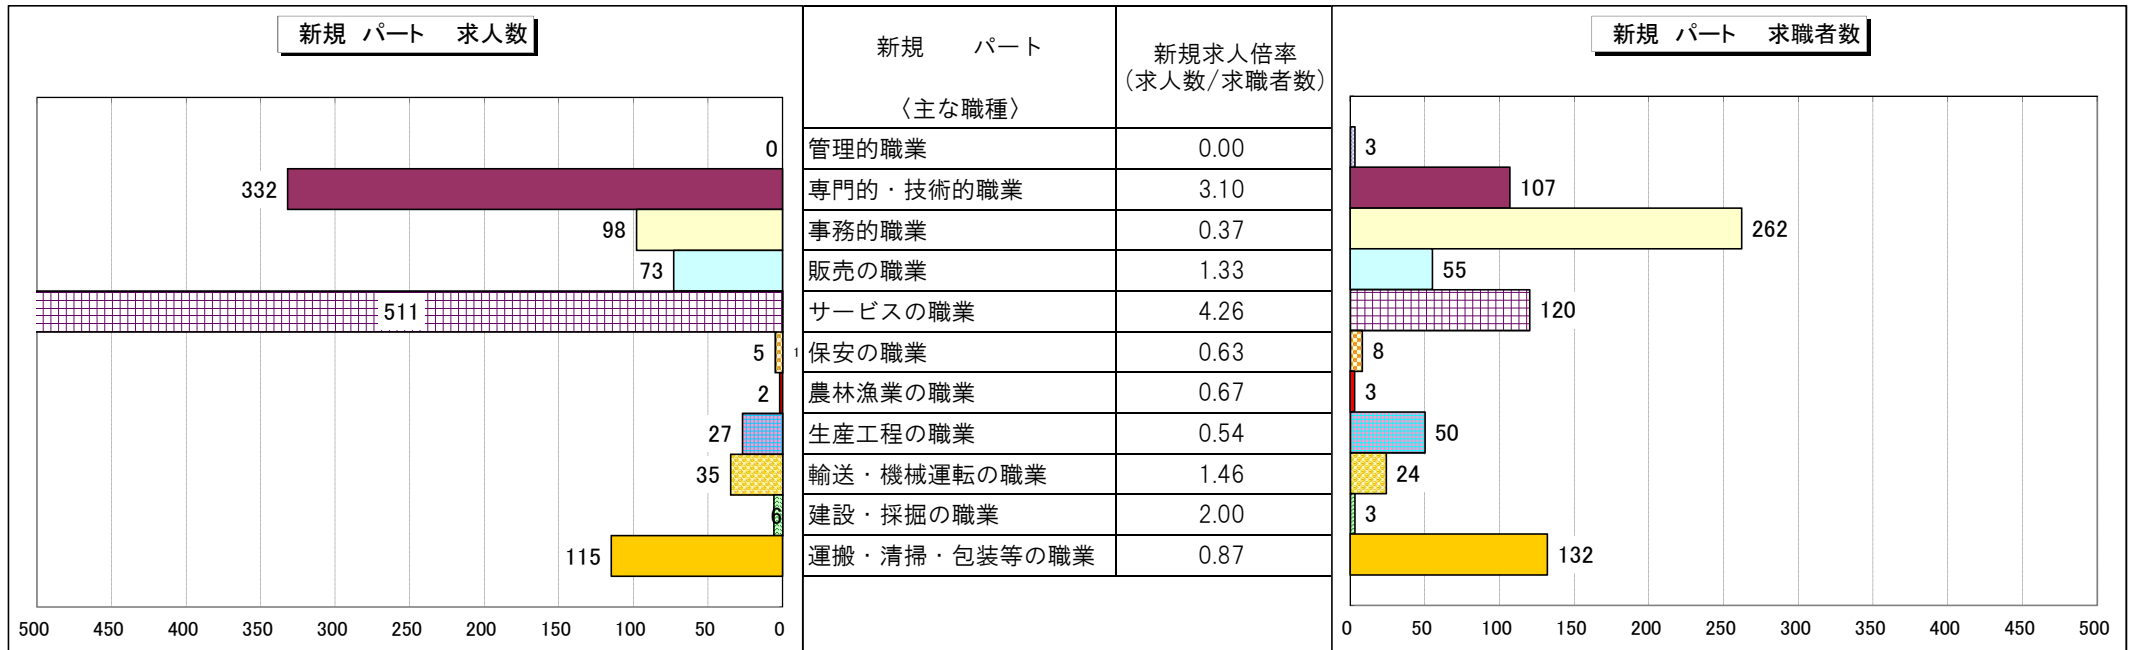 新規 パート 求人数
500 450 400 350 300 250 200 150 100 50 0
0
332
98
73
511
5
1
2
27
35
6
115
新規 パート
〈主な職種〉
新規求人倍率
(求人数/求職者数)
管理的職業 0.00
専門的・技術的職業 3.10
事務的職業 0.37
販売の職業 1.33
サービスの職業 4.26
保安の職業 0.63
農林漁業の職業 0.67
生産工程の職業 0.54
輸送・機械運転の職業 1.46
建設・採掘の職業 2.00
運搬・清掃・包装等の職業 0.87
新規 パート 求職者数
3
107
262
55
120
8
3
50
24
3
132
0 50 100 150 200 250 300 350 400 450 500